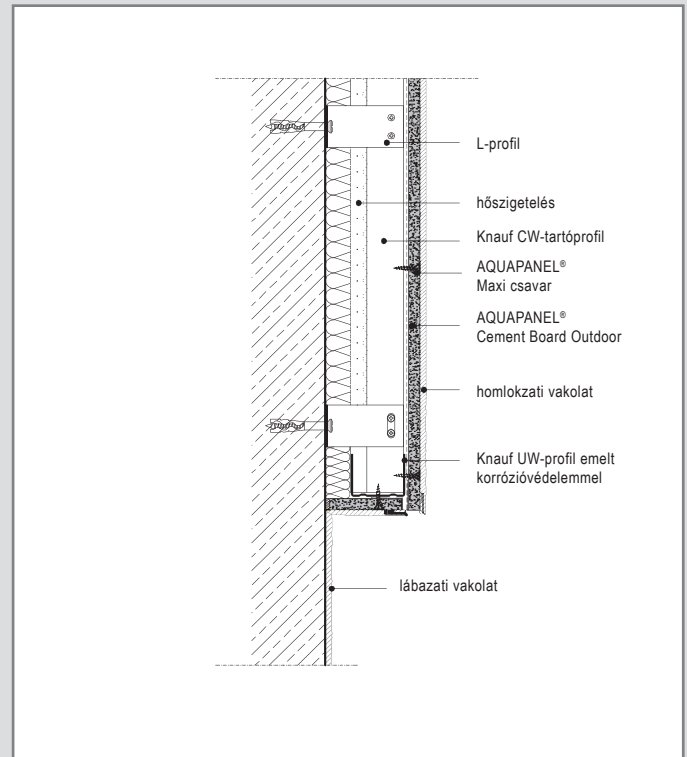 L-profil
hőszigetelés
Knauf CW-tartóprofil
AQUAPANEL®
Maxi csavar
AQUAPANEL®
Cement Board Outdoor
homlokzati vakolat
Knauf UW-profil emelt
korrózióvédelemmel
lábazati vakolat